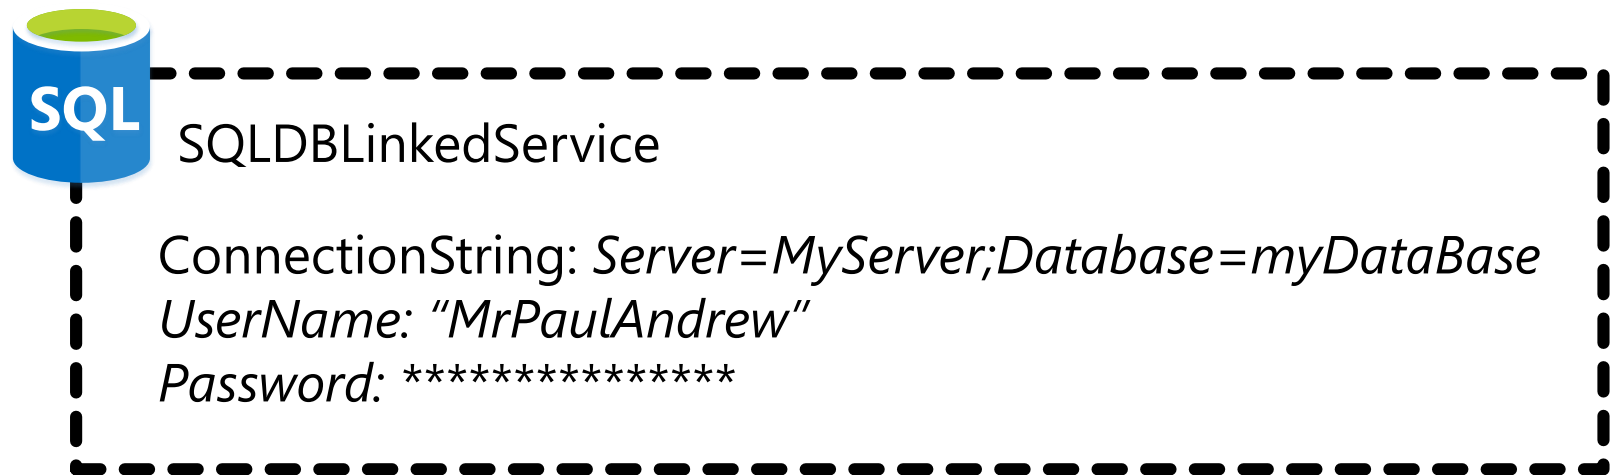 SQL
SQLDBLinkedService
ConnectionString: Server=MyServer;Database=myDataBase
UserName: “MrPaulAndrew”
Password: ***************